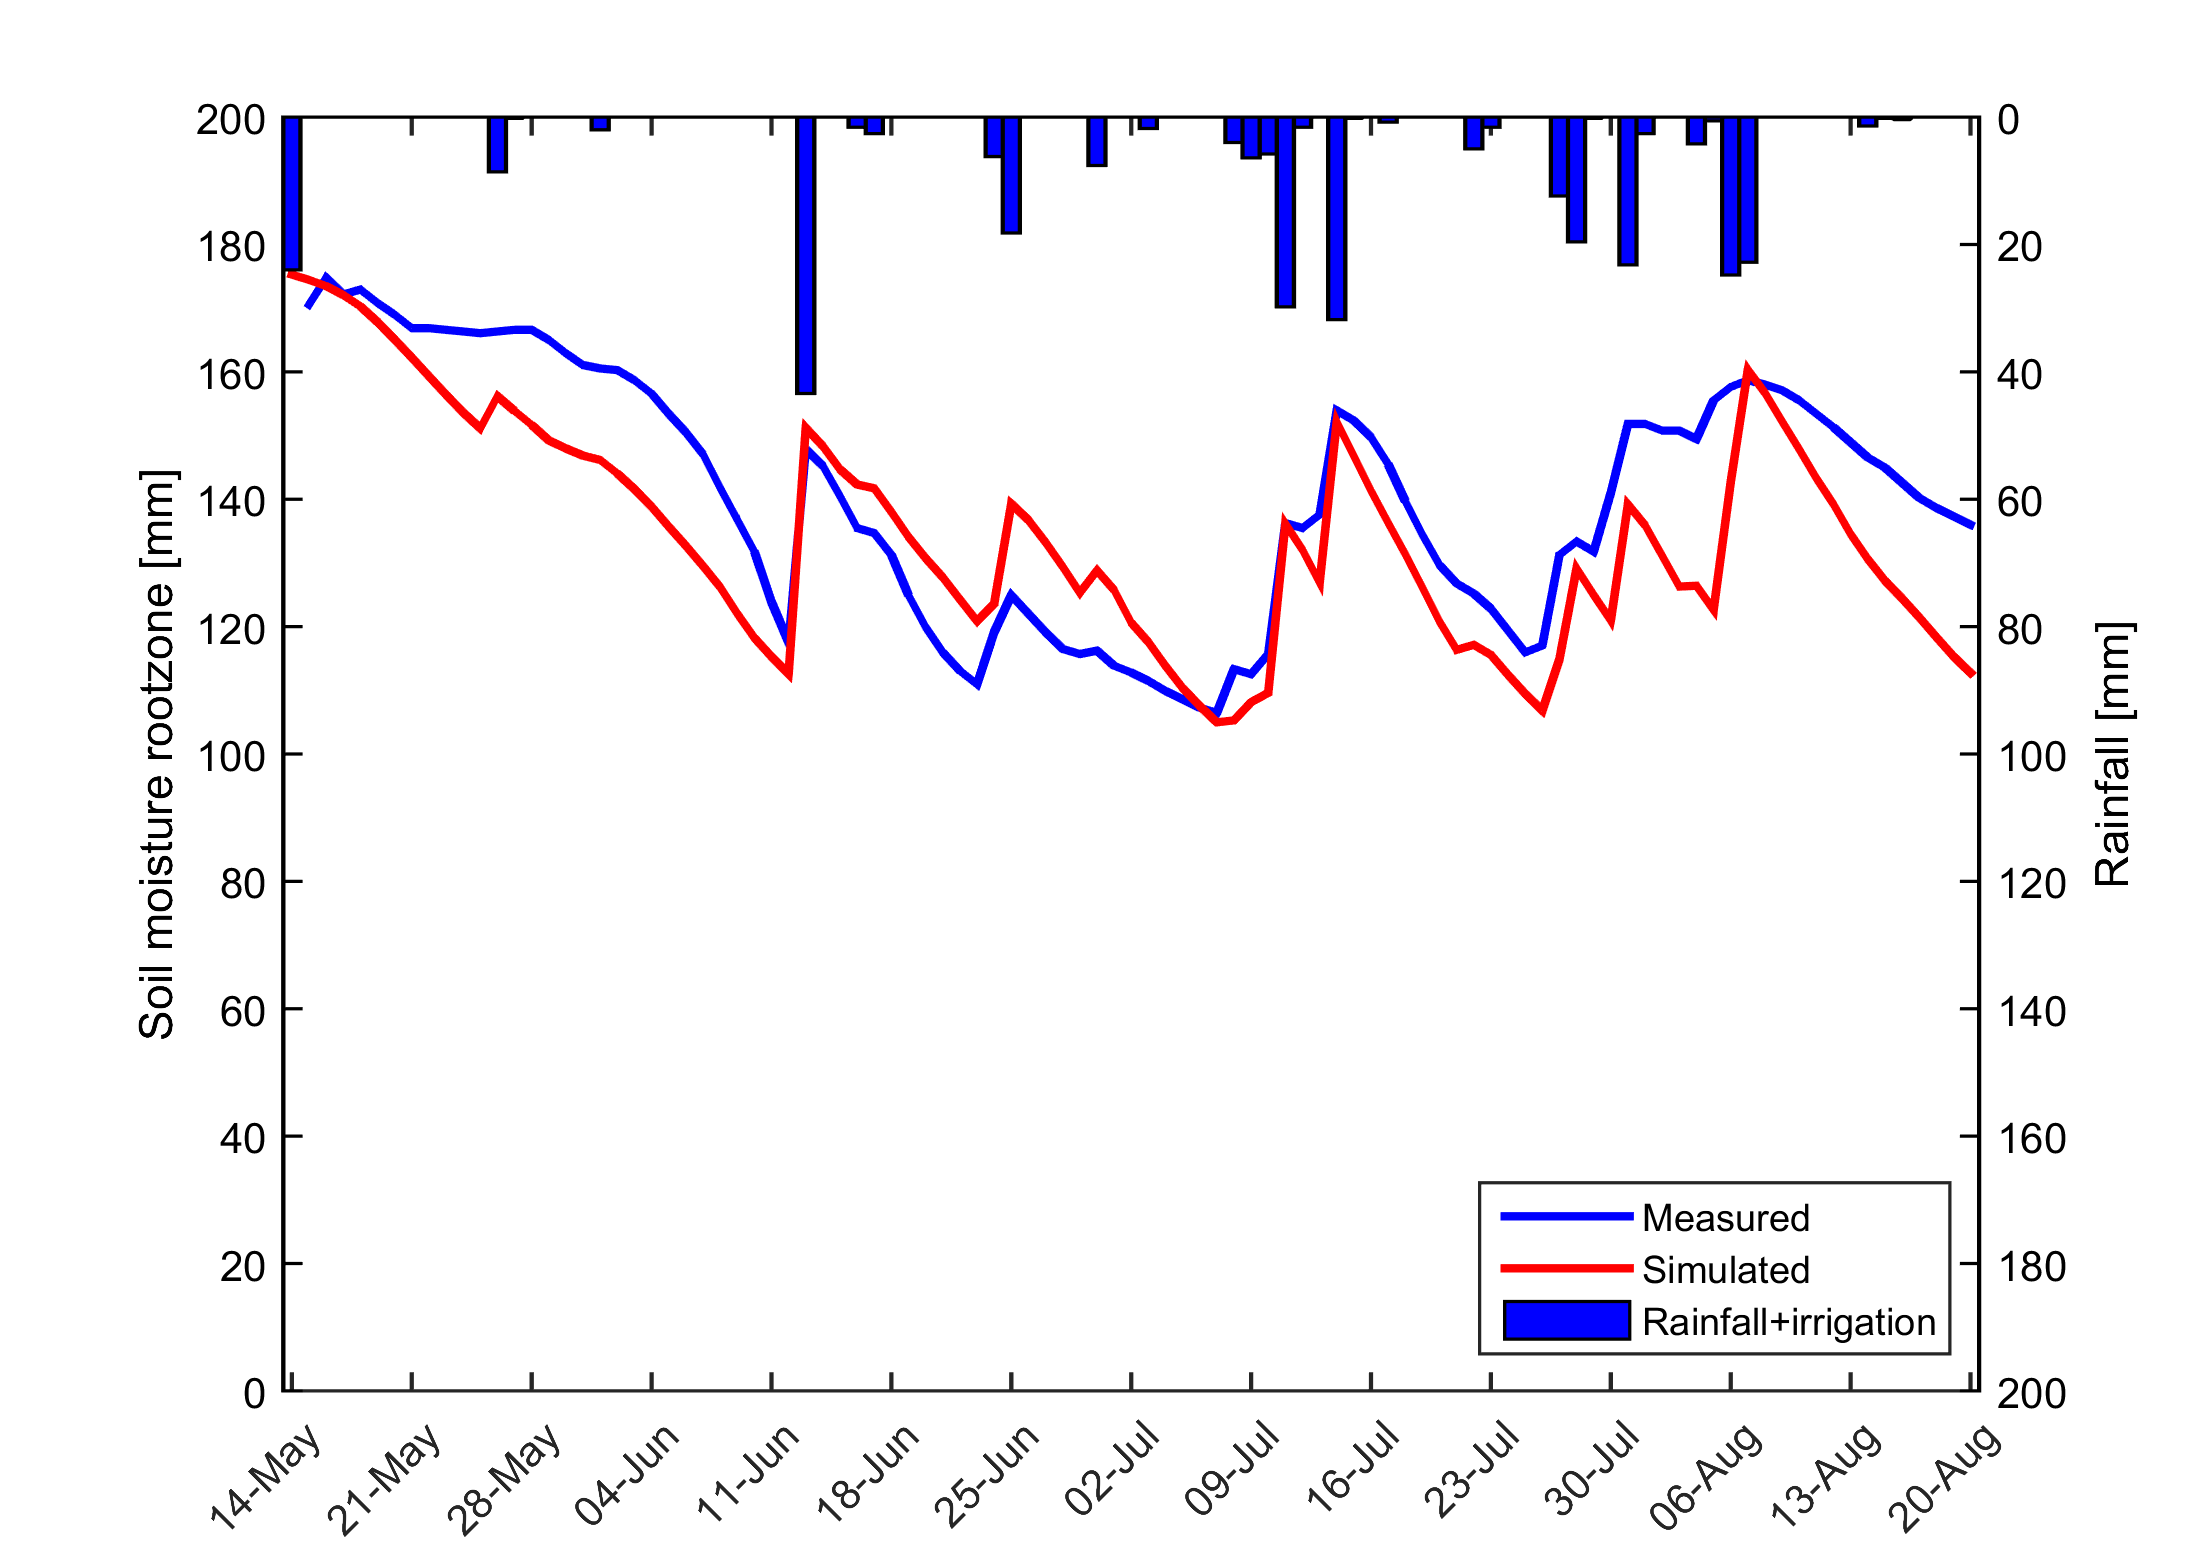 200
180
160
140
120
100
80
60
40
20
0
Soil moisture rootzone [mm]
0
20
40
60
80
100
120
140
160
180
200
Rainfall [mm]
Measured
Simulated
Rainfall+irrigation
14-May
21-May
28-May
04-Jun
11-Jun
18-Jun
25-Jun
02-Jul
09-Jul
16-Jul
23-Jul
30-Jul
06-Aug
13-Aug
20-Aug